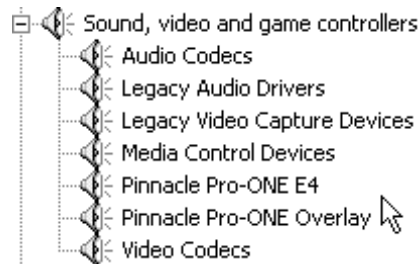 Sound, video and game controllers
Audio Codecs
Legacy Audio Drivers
Legacy Video Capture Devices
Media Control Devices
Pinnacle Pro-ONE E4
Pinnacle Pro-ONE Overlay
Video Codecs